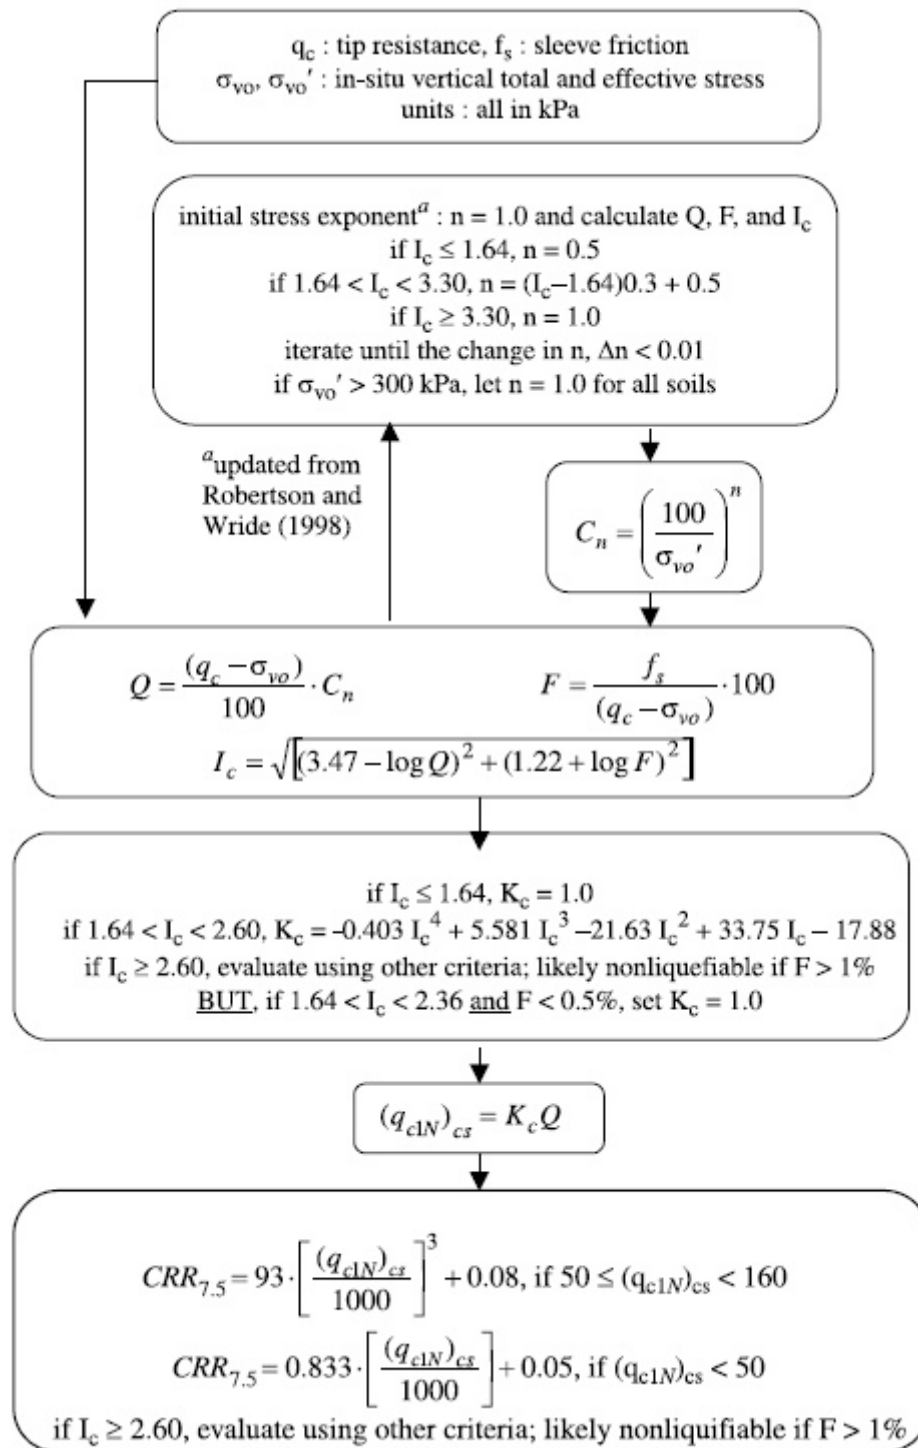 q_c : tip resistance, f_s : sleeve friction
σ_vo, σ_vo′ : in-situ vertical total and effective stress
units : all in kPa
initial stress exponent^a : n = 1.0 and calculate Q, F, and I_c
if I_c ≤ 1.64, n = 0.5
if 1.64 < I_c < 3.30, n = (I_c–1.64)0.3 + 0.5
if I_c ≥ 3.30, n = 1.0
iterate until the change in n, Δn < 0.01
if σ_vo′ > 300 kPa, let n = 1.0 for all soils
^a updated from
Robertson and
Wride (1998)
C_n = (100 / σ_vo′)^n
Q = (q_c – σ_vo) / 100 · C_n
F = f_s / (q_c – σ_vo) · 100
I_c = √[(3.47 – log Q)^2 + (1.22 + log F)^2]
if I_c ≤ 1.64, K_c = 1.0
if 1.64 < I_c < 2.60, K_c = –0.403 I_c^4 + 5.581 I_c^3 –21.63 I_c^2 + 33.75 I_c – 17.88
if I_c ≥ 2.60, evaluate using other criteria; likely nonliquefiable if F > 1%
BUT, if 1.64 < I_c < 2.36 and F < 0.5%, set K_c = 1.0
(q_c1N)_cs = K_c Q
CRR_7.5 = 93 · [(q_c1N)_cs / 1000]^3 + 0.08, if 50 ≤ (q_c1N)_cs < 160
CRR_7.5 = 0.833 · [(q_c1N)_cs / 1000] + 0.05, if (q_c1N)_cs < 50
if I_c ≥ 2.60, evaluate using other criteria; likely nonliquifiable if F > 1%